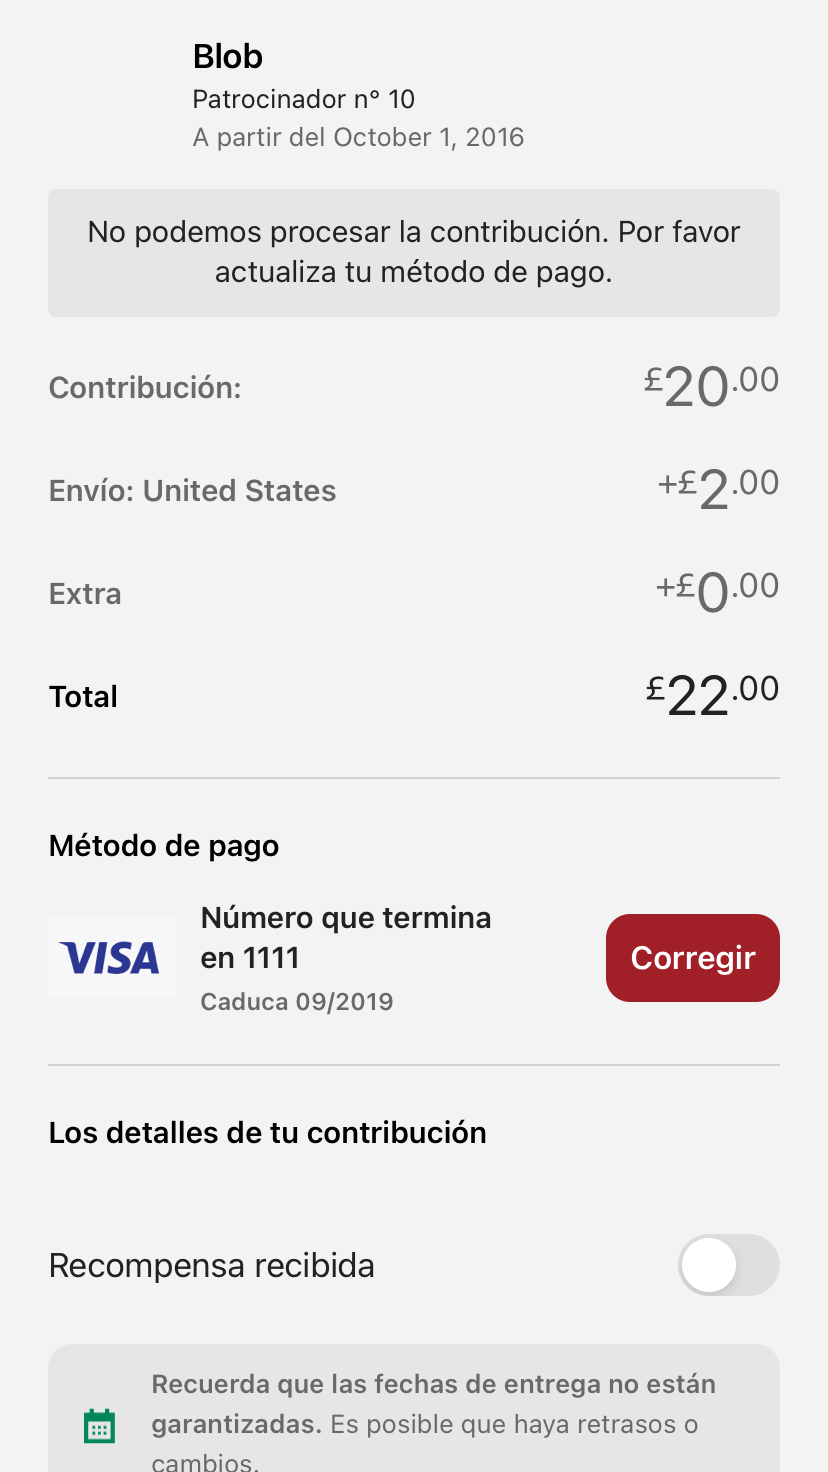 Blob
Patrocinador nº 10
A partir del October 1, 2016
No podemos procesar la contribución. Por favor
actualiza tu método de pago.
Contribución: £20.00
Envío: United States +£2.00
Extra +£0.00
Total £22.00
Método de pago
VISA
Número que termina
en 1111
Caduca 09/2019
Corregir
Los detalles de tu contribución
Recompensa recibida
Recuerda que las fechas de entrega no están
garantizadas. Es posible que haya retrasos o
cambios.